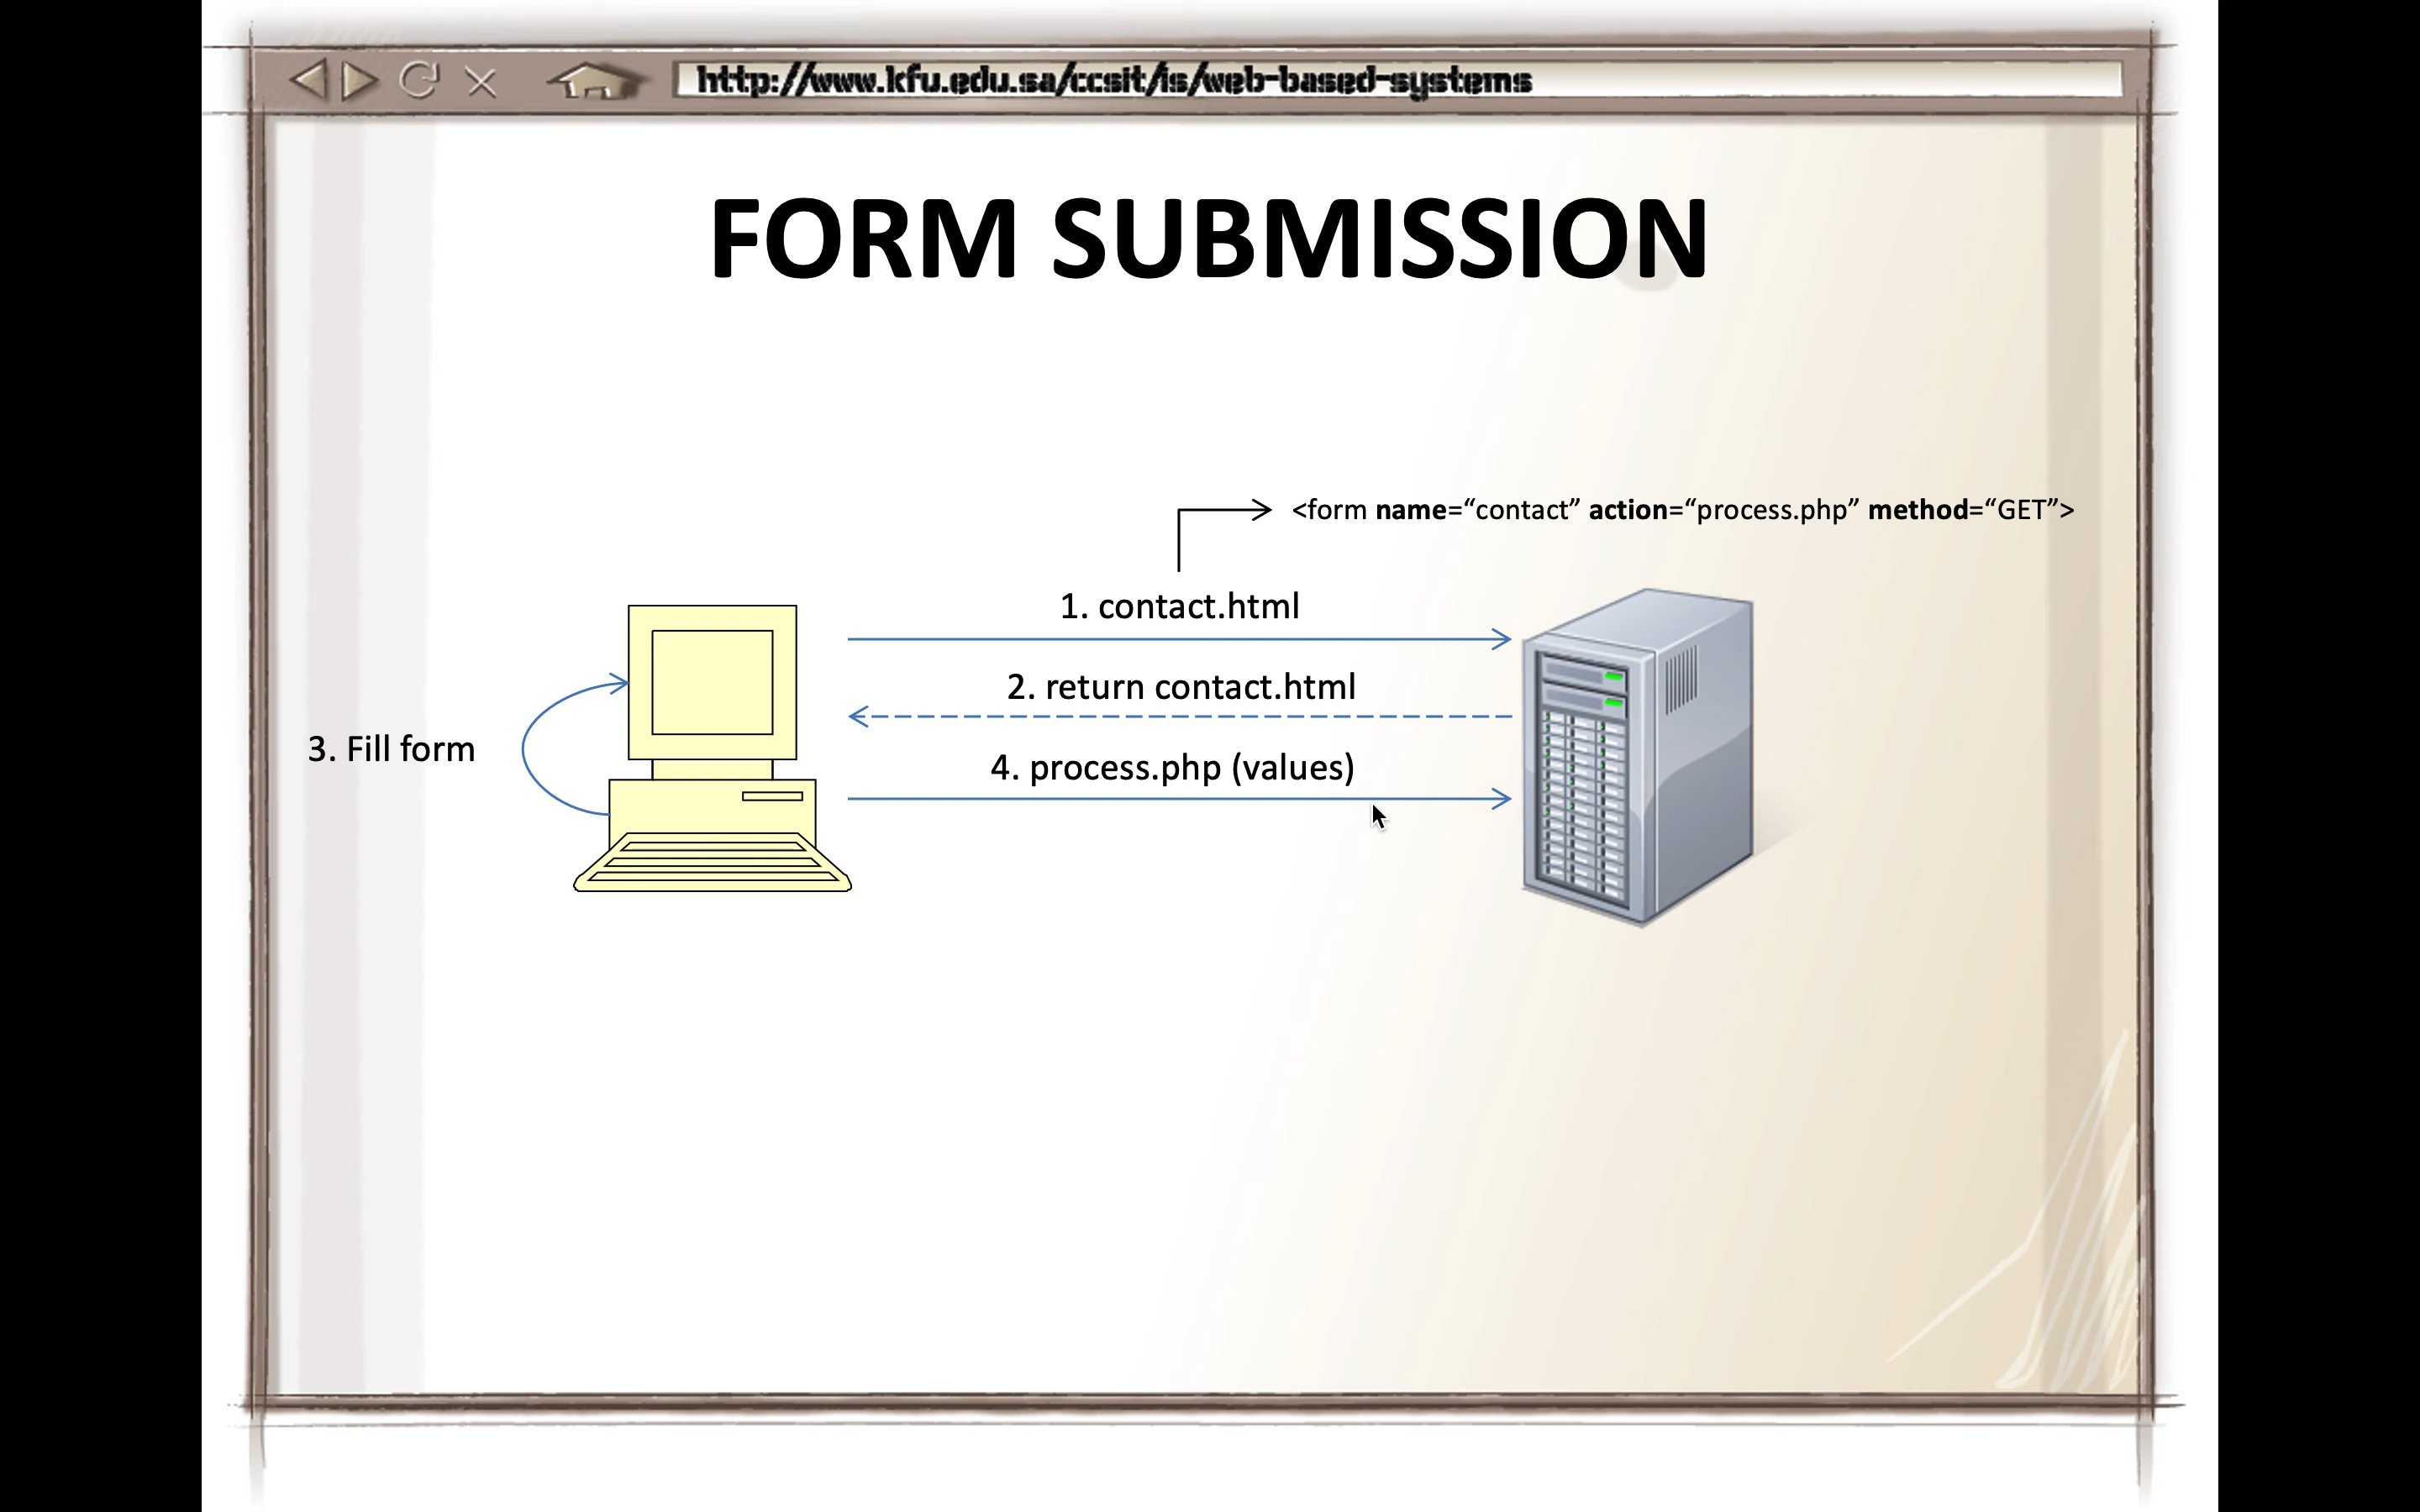 http://www.kfu.edu.sa/ccsit/is/web-based-systems
FORM SUBMISSION
<form name=“contact” action=“process.php” method=“GET”>
1. contact.html
2. return contact.html
3. Fill form
4. process.php (values)